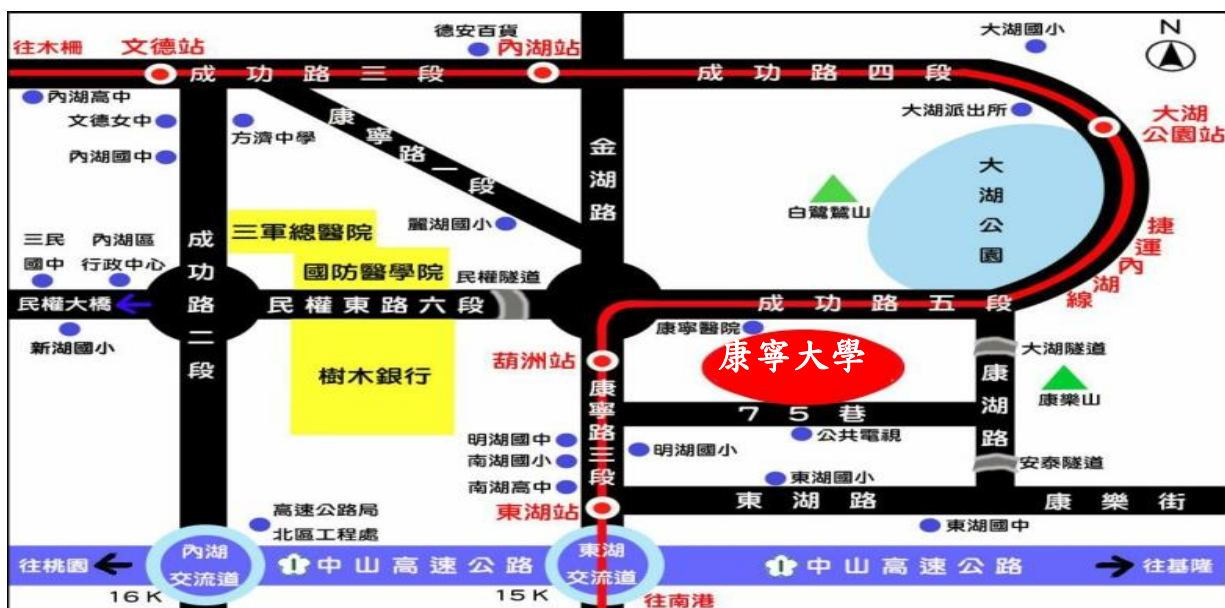 德安百貨
大湖國小
N
往木柵
文德站
內湖站
成功路三段
成功路四段
內湖高中
大湖派出所
大湖
公園站
文德女中
方濟中學
康寧路一段
金湖路
內湖國中
大湖公園
白鷺鷥山
麗湖國小
三軍總醫院
成功路二段
三民
國中
內湖區
行政中心
國防醫學院
民權隧道
捷運內湖線
民權大橋
民權東路六段
成功路五段
新湖國小
康寧醫院
康寧大學
大湖隧道
葫洲站
樹木銀行
康寧路三段
康湖路
康樂山
75巷
明湖國中
明湖國小
公共電視
南湖國小
安泰隧道
南湖高中
東湖國小
東湖站
東湖路
康樂街
高速公路局
北區工程處
東湖國中
往桃園
內湖
交流道
1中山高速公路
東湖
交流道
1中山高速公路
往基隆
16K
15K
往南港